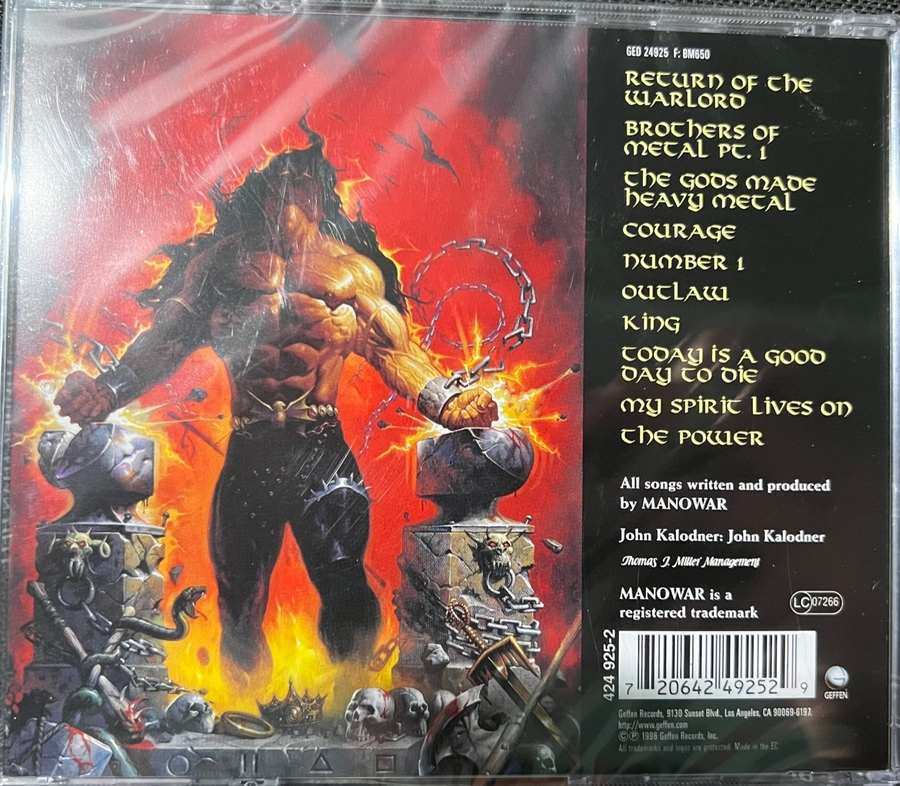 GED 24925 F: BM650
RETURN OF THE
WARLORD
BROTHERS OF
METAL PT. 1
THE GODS MADE
HEAVY METAL
COURAGE
NUMBER 1
OUTLAW
KING
TODAY IS A GOOD
DAY TO DIE
MY SPIRIT LIVES ON
THE POWER
All songs written and produced
by MANOWAR
John Kalodner: John Kalodner
Thomas J. Miller Management
MANOWAR is a
registered trademark
LC 07266
424 925-2
7 20642 49252 9
GEFFEN
Geffen Records, 9130 Sunset Blvd., Los Angeles, CA 90069-6197.
http://www.geffen.com
©℗ 1996 Geffen Records, Inc.
All trademarks and logos are protected. Made in the EC